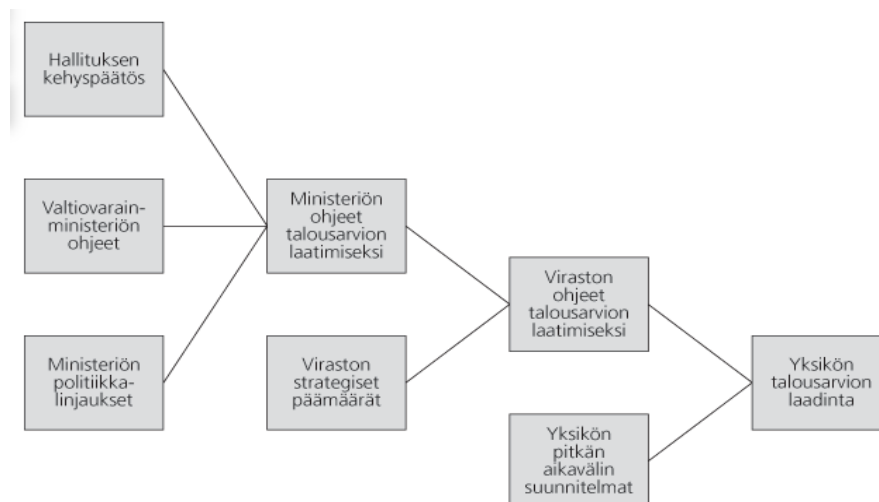 Hallituksen
kehyspäätös
Valtiovarain-
ministeriön
ohjeet
Ministeriön
politiikka-
linjaukset
Ministeriön
ohjeet
talousarvion
laatimiseksi
Viraston
strategiset
päämäärät
Viraston
ohjeet
talousarvion
laatimiseksi
Yksikön
pitkän
aikavälin
suunnitelmat
Yksikön
talousarvion
laadinta